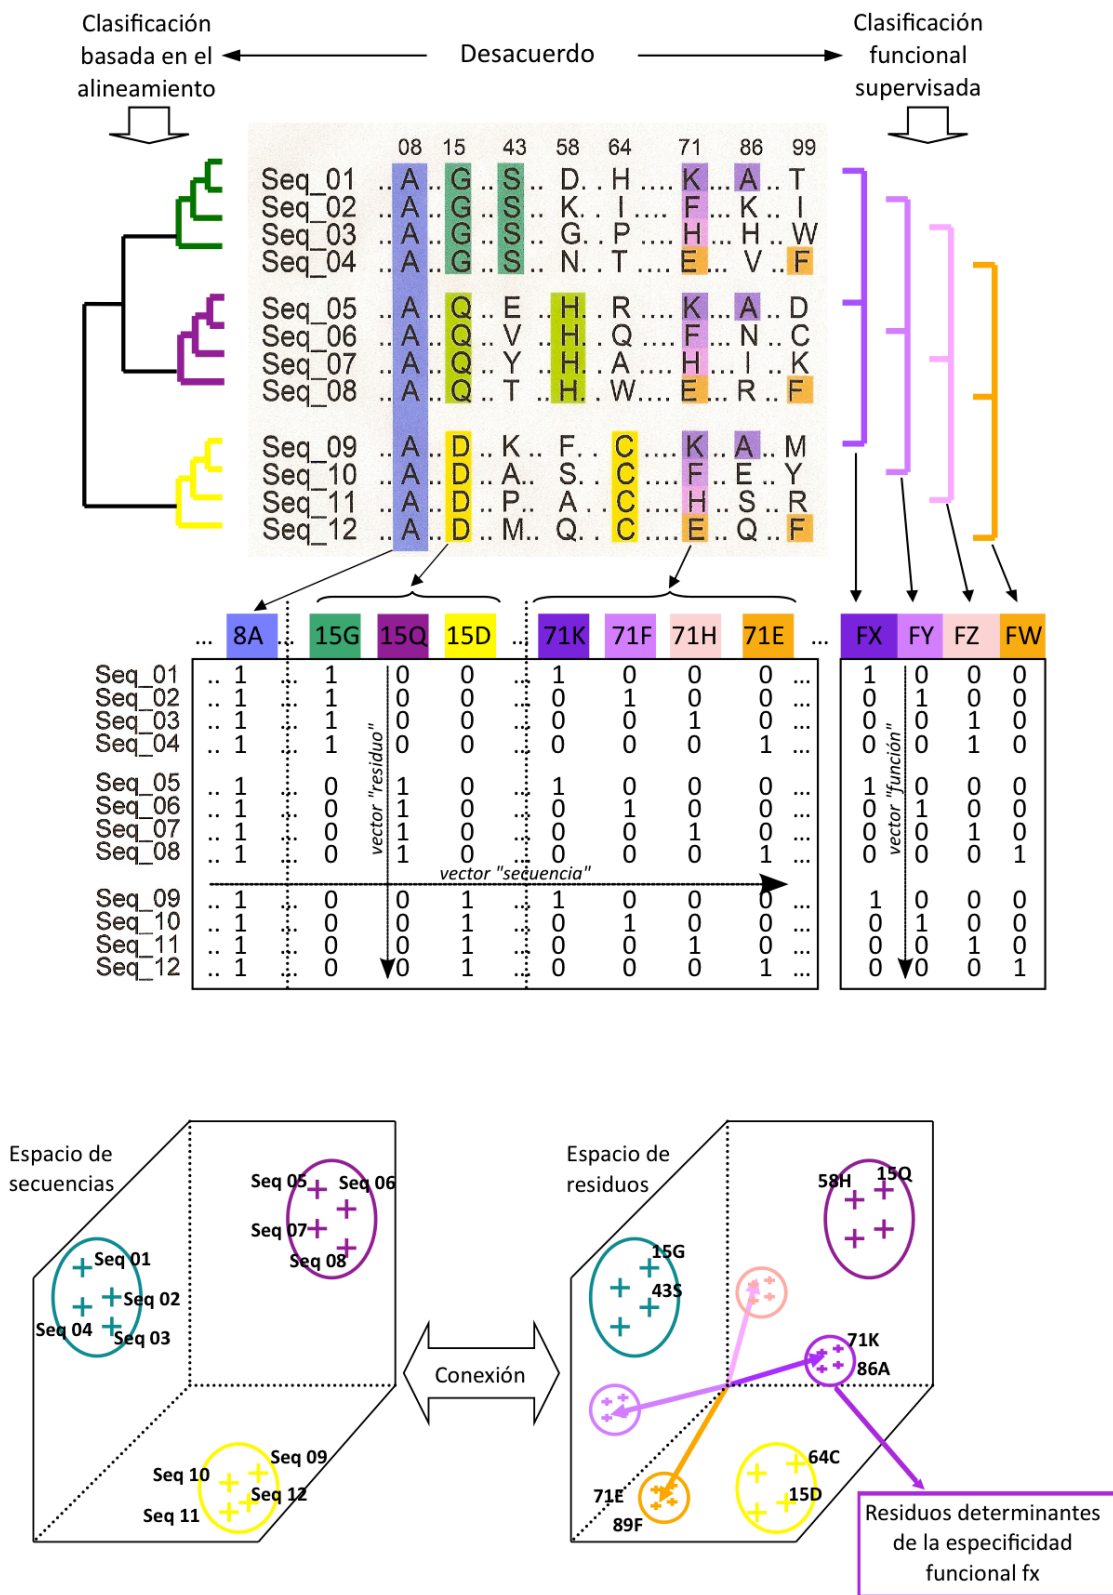 Clasificación
basada en el
alineamiento
Desacuerdo
Clasificación
funcional
supervisada
08 15 43 58 64 71 86 99
Seq_01 ..A..G..S..D..H....K..A..T
Seq_02 ..A..G..S..K..I....F..K..I
Seq_03 ..A..G..S..G..P....H..H..W
Seq_04 ..A..G..S..N..T....E..V..F
Seq_05 ..A..Q..E..H..R....K..A..D
Seq_06 ..A..Q..V..H..Q....F..N..C
Seq_07 ..A..Q..Y..H..A....H..I..K
Seq_08 ..A..Q..T..H..W....E..R..F
Seq_09 ..A..D..K..F..C....K..A..M
Seq_10 ..A..D..A..S..C....F..E..Y
Seq_11 ..A..D..P..A..C....H..S..R
Seq_12 ..A..D..M..Q..C....E..Q..F
... 8A ... 15G 15Q 15D ... 71K 71F 71H 71E ... FX FY FZ FW
Seq_01 .. 1 ... 1 0 0 ... 1 0 0 0 ... 1 0 0 0
Seq_02 .. 1 ... 1 0 0 ... 0 1 0 0 ... 0 1 0 0
Seq_03 .. 1 ... 1 0 0 ... 0 0 1 0 ... 0 0 1 0
Seq_04 .. 1 ... 1 0 0 ... 0 0 0 1 ... 0 0 1 0
Seq_05 .. 1 ... 0 1 0 ... 1 0 0 0 ... 1 0 0 0
Seq_06 .. 1 ... 0 1 0 ... 0 1 0 0 ... 0 1 0 0
Seq_07 .. 1 ... 0 1 0 ... 0 0 1 0 ... 0 0 1 0
Seq_08 .. 1 ... 0 1 0 ... 0 0 0 1 ... 0 0 0 1
vector "residuo"
vector "función"
vector "secuencia"
Seq_09 .. 1 ... 0 0 1 ... 1 0 0 0 ... 1 0 0 0
Seq_10 .. 1 ... 0 0 1 ... 0 1 0 0 ... 0 1 0 0
Seq_11 .. 1 ... 0 0 1 ... 0 0 1 0 ... 0 0 1 0
Seq_12 .. 1 ... 0 0 1 ... 0 0 0 1 ... 0 0 0 1
Espacio de
secuencias
Seq 05
Seq 06
Seq 07
Seq 08
Seq 01
Seq 02
Seq 04
Seq 03
Seq 09
Seq 10
Seq 12
Seq 11
Conexión
Espacio de
residuos
58H
15Q
15G
43S
71K
86A
64C
15D
71E
89F
Residuos determinantes
de la especificidad
funcional fx